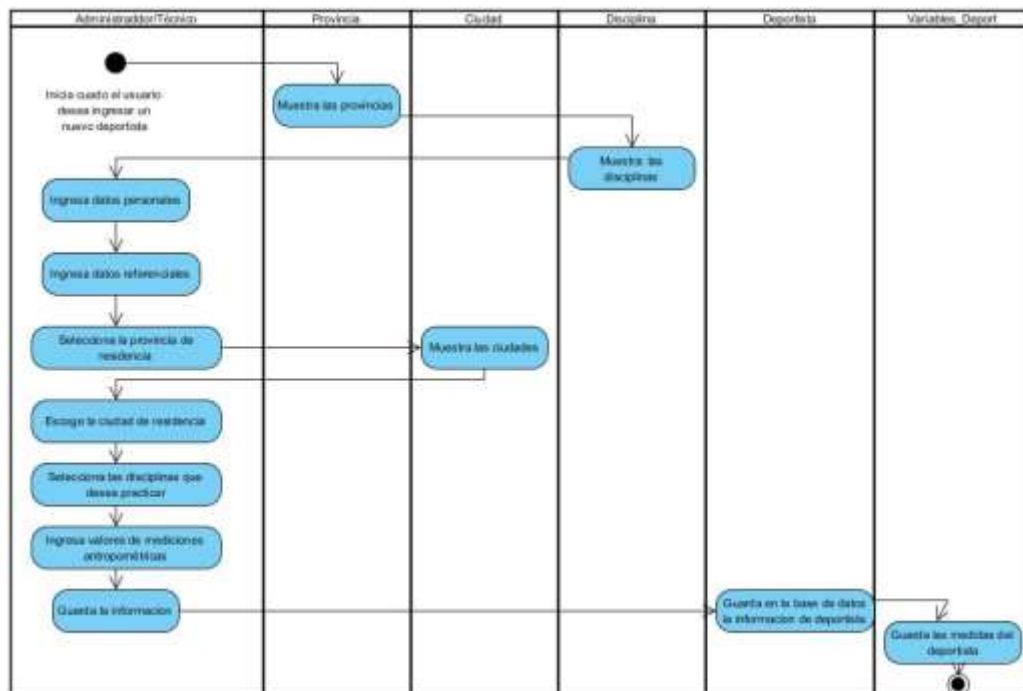 Administrador/Técnico
Provincia
Ciudad
Disciplina
Deportista
Variables_Deport
Inicia cuado el usuario
desea ingresar un
nuevo deportista
Muestra las provincias
Muestra las
disciplinas
Ingresa datos personales
Ingresa datos referenciales
Selecciona la provincia de
residencia
Muestra las ciudades
Escoge la ciudad de residencia
Selecciona las disciplinas que
desea practicar
Ingresa valores de mediciones
antropométricas
Guarda la informacion
Guarda en la base de datos
la informacion de deportista
Guarda las medidas del
deportista